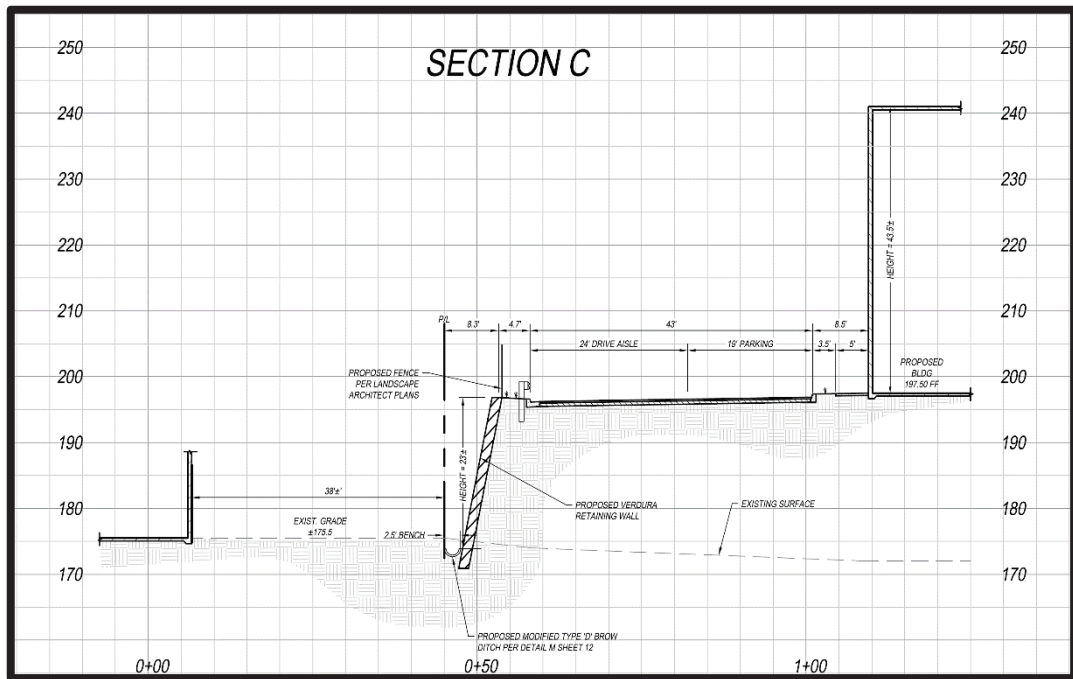 SECTION C
250
250
240
240
230
230
220
220
210
210
200
200
190
190
180
180
170
170
HEIGHT = 43.5'±
P/L
8.3'
4.7'
43'
8.5'
24' DRIVE AISLE
19' PARKING
3.5'
5'
PROPOSED FENCE
PER LANDSCAPE
ARCHITECT PLANS
PROPOSED
BLDG
197.50 FF
HEIGHT = 23'±
38'±'
PROPOSED VERDURA
RETAINING WALL
EXISTING SURFACE
EXIST. GRADE
±175.5
2.5' BENCH
PROPOSED MODIFIED TYPE 'D' BROW
DITCH PER DETAIL M SHEET 12
0+00
0+50
1+00